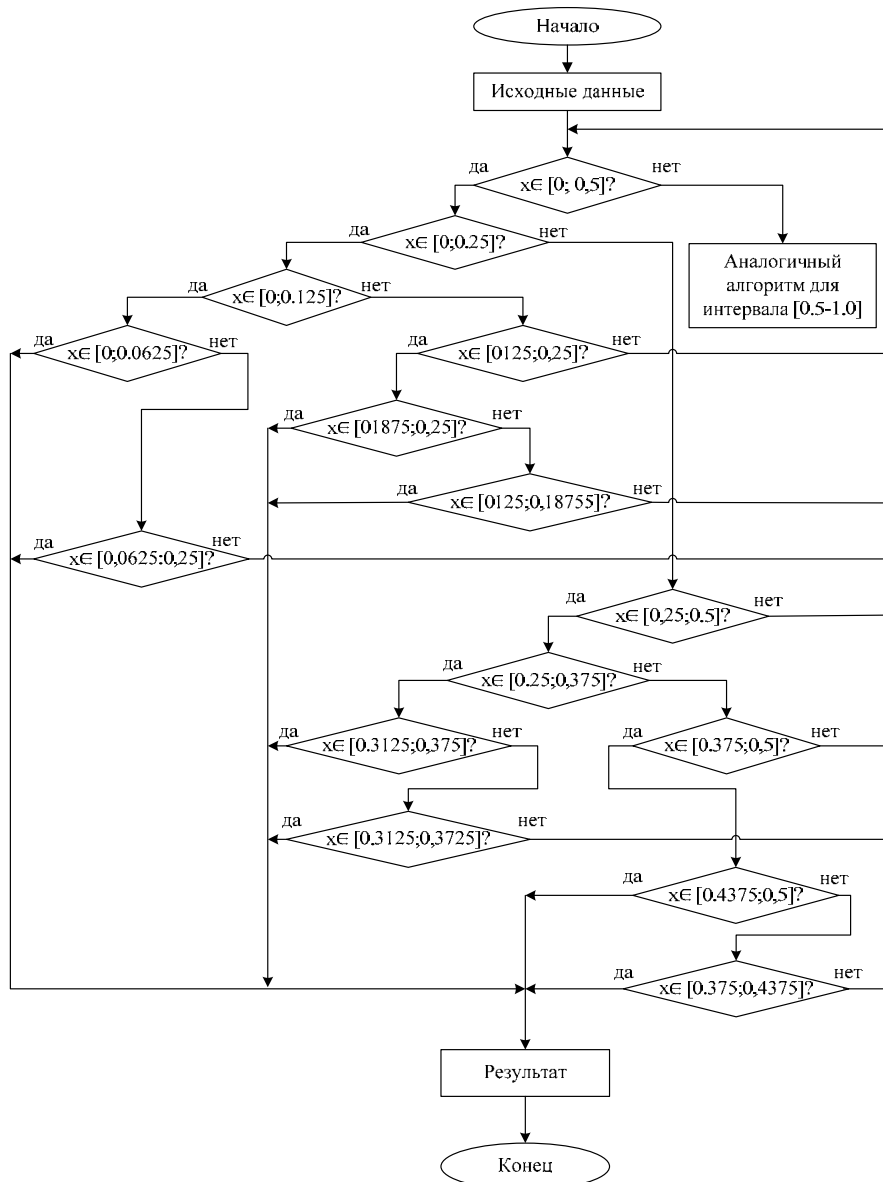 Начало
Исходные данные
да
нет
x∈ [0; 0,5]?
да
нет
x∈ [0;0.25]?
Аналогичный
алгоритм для
интервала [0.5-1.0]
да
нет
x∈ [0;0.125]?
да
нет
x∈ [0;0.0625]?
да
нет
x∈ [0125;0,25]?
да
нет
x∈ [01875;0,25]?
да
нет
x∈ [0125;0,18755]?
да
нет
x∈ [0,0625:0,25]?
да
нет
x∈ [0,25;0.5]?
да
нет
x∈ [0.25;0,375]?
да
нет
x∈ [0.3125;0,375]?
да
нет
x∈ [0.375;0,5]?
да
нет
x∈ [0.3125;0,3725]?
да
нет
x∈ [0.4375;0,5]?
да
нет
x∈ [0.375;0,4375]?
Результат
Конец